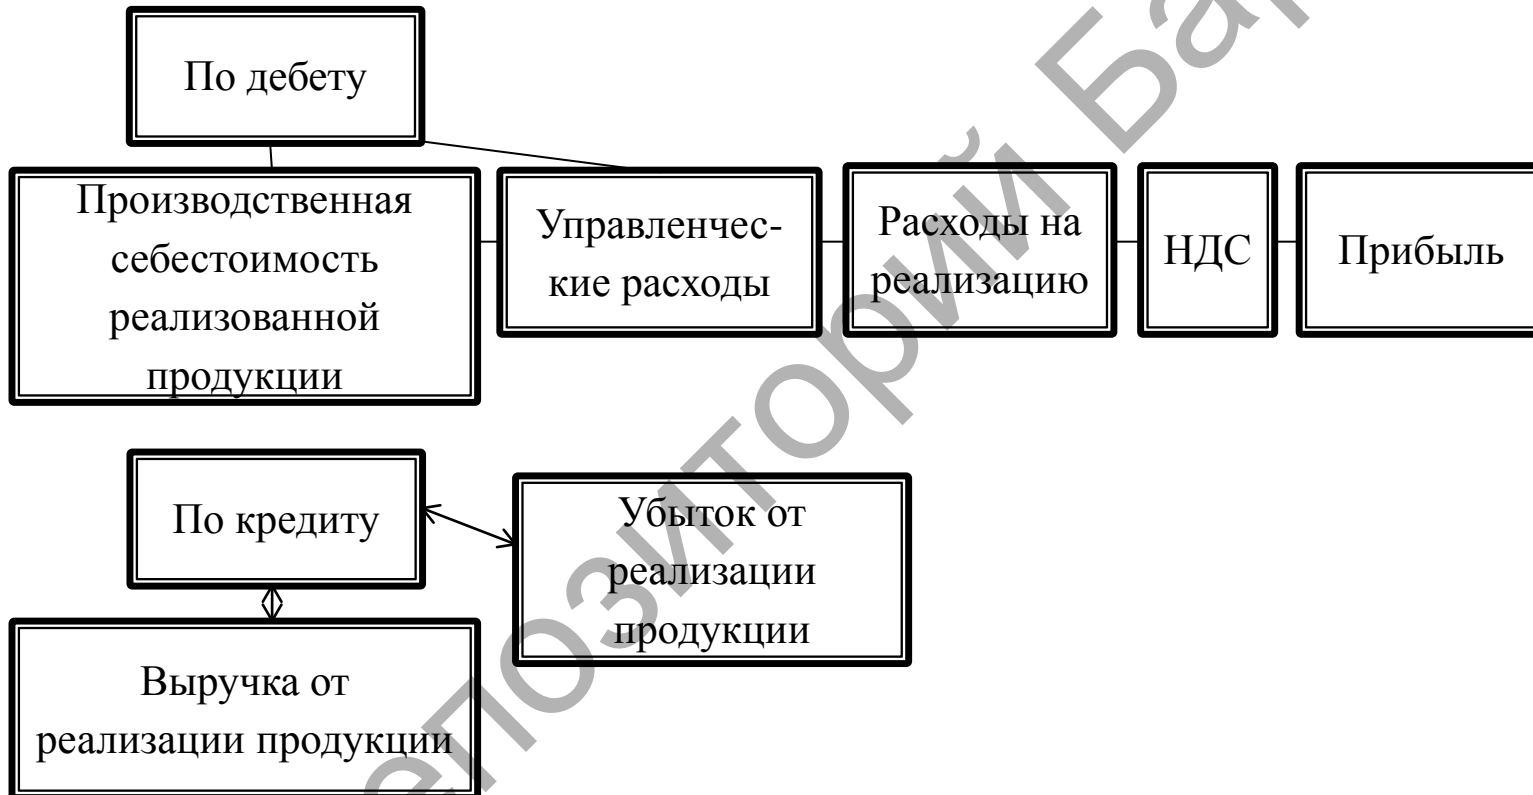 По дебету
Производственная
себестоимость
реализованной
продукции
Управленчес-
кие расходы
Расходы на
реализацию
НДС
Прибыль
По кредиту
Убыток от
реализации
продукции
Выручка от
реализации продукции